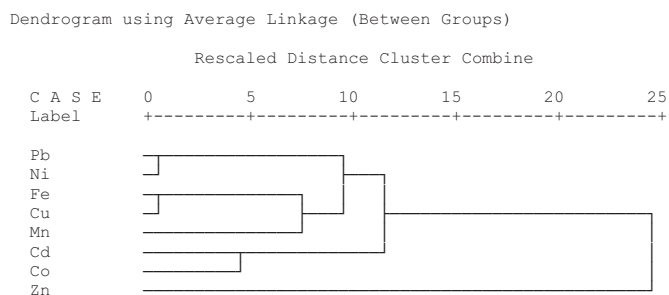 Dendrogram using Average Linkage (Between Groups)
Rescaled Distance Cluster Combine
C A S E 0 5 10 15 20 25
Label +---------+---------+---------+---------+---------+
Pb
Ni
Fe
Cu
Mn
Cd
Co
Zn